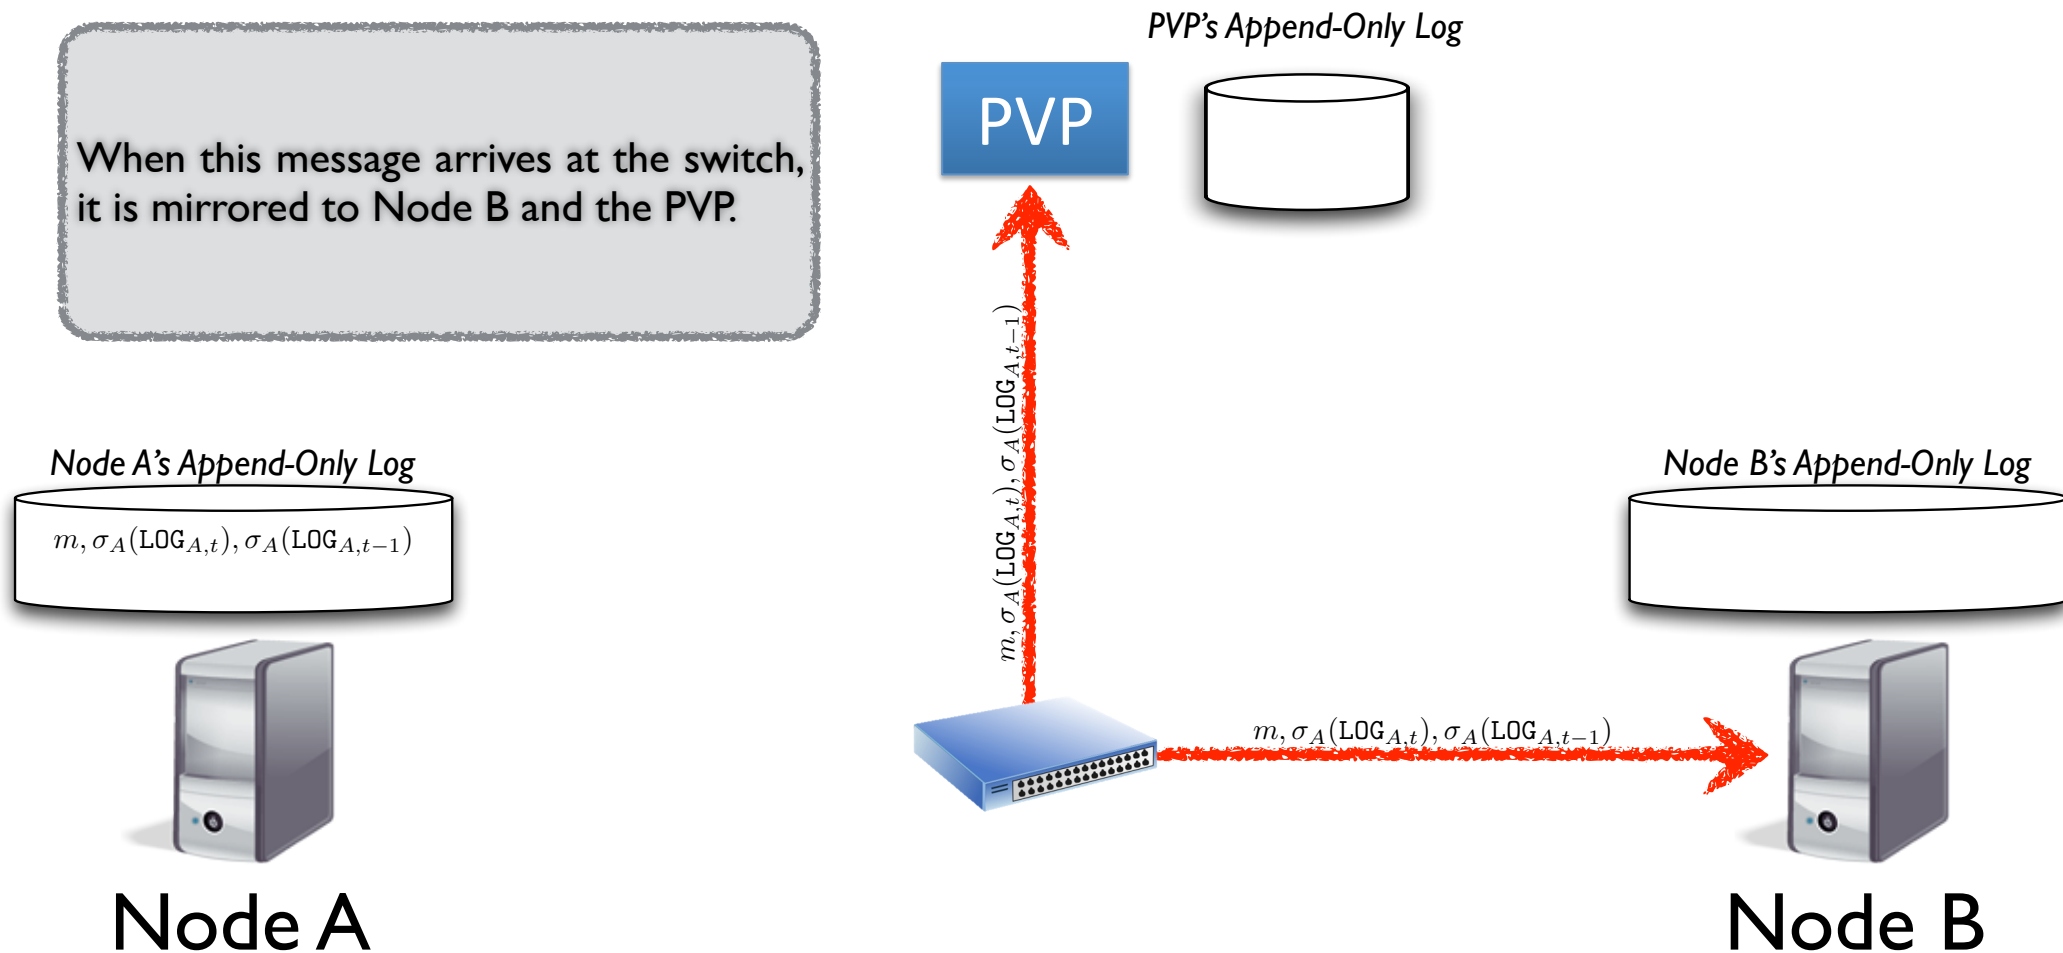 PVP's Append-Only Log
PVP
When this message arrives at the switch,
it is mirrored to Node B and the PVP.
m, σ_A(LOG_{A,t}), σ_A(LOG_{A,t−1})
Node A's Append-Only Log
m, σ_A(LOG_{A,t}), σ_A(LOG_{A,t−1})
Node B's Append-Only Log
m, σ_A(LOG_{A,t}), σ_A(LOG_{A,t−1})
Node A
Node B